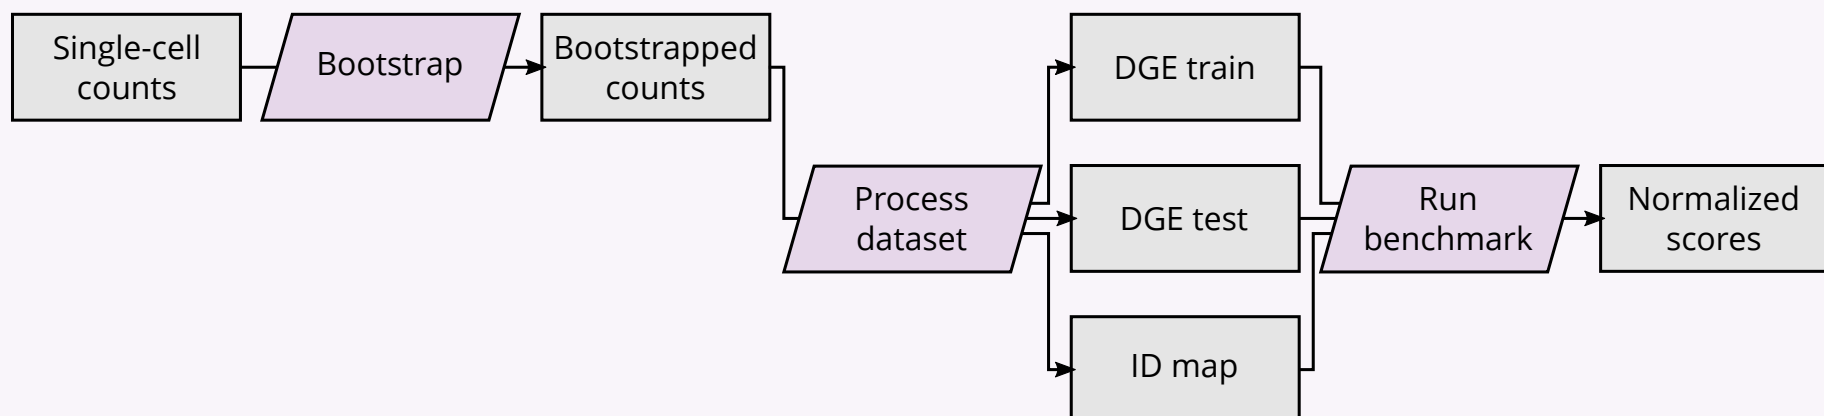 Single-cell
counts
Bootstrap
Bootstrapped
counts
Process
dataset
DGE train
DGE test
ID map
Run
benchmark
Normalized
scores